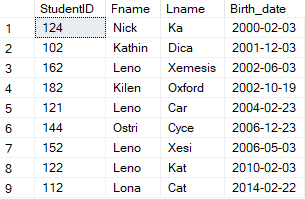 StudentID Fname Lname Birth_date
1 124 Nick Ka 2000-02-03
2 102 Kathin Dica 2001-12-03
3 162 Leno Xemesis 2002-06-03
4 182 Kilen Oxford 2002-10-19
5 121 Leno Car 2004-02-23
6 144 Ostri Cyce 2006-12-23
7 152 Leno Xesi 2006-05-03
8 122 Leno Kat 2010-02-03
9 112 Lona Cat 2014-02-22